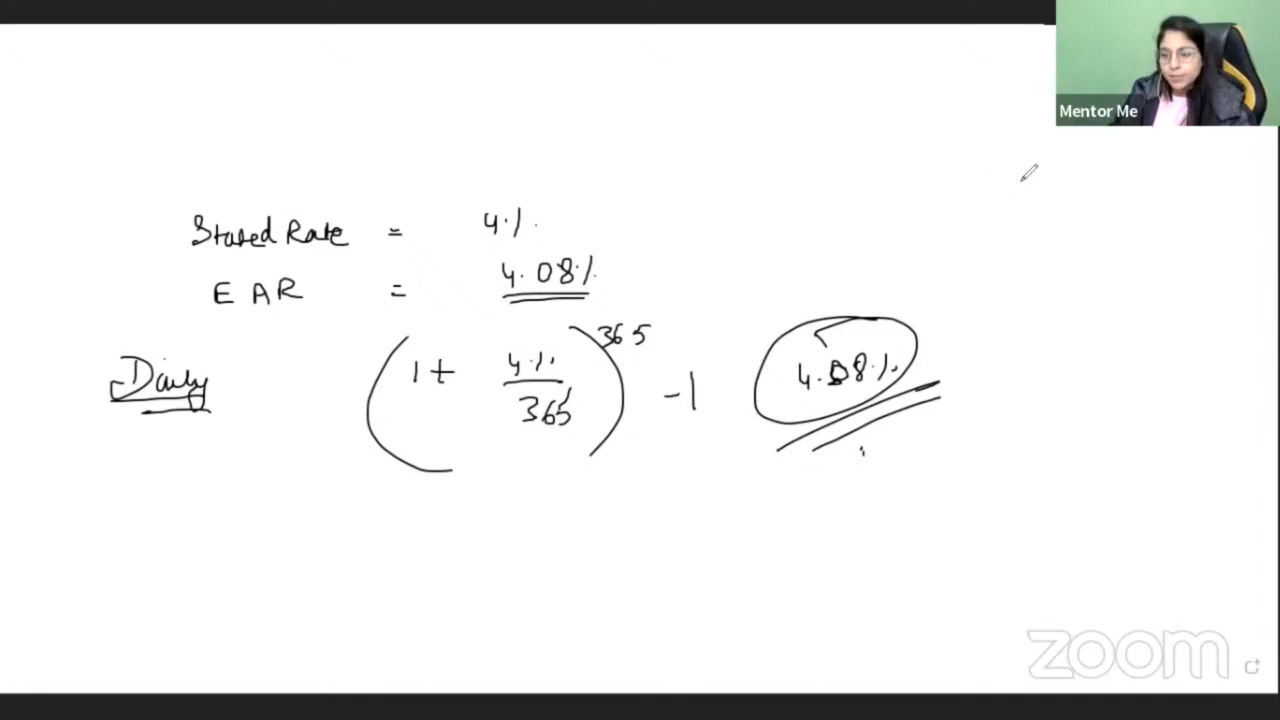 Mentor Me
Stated Rate = 4%.
EAR = 4.08%.
Daily (1+ 4%/365)^365 -1 4.08%.
zoom